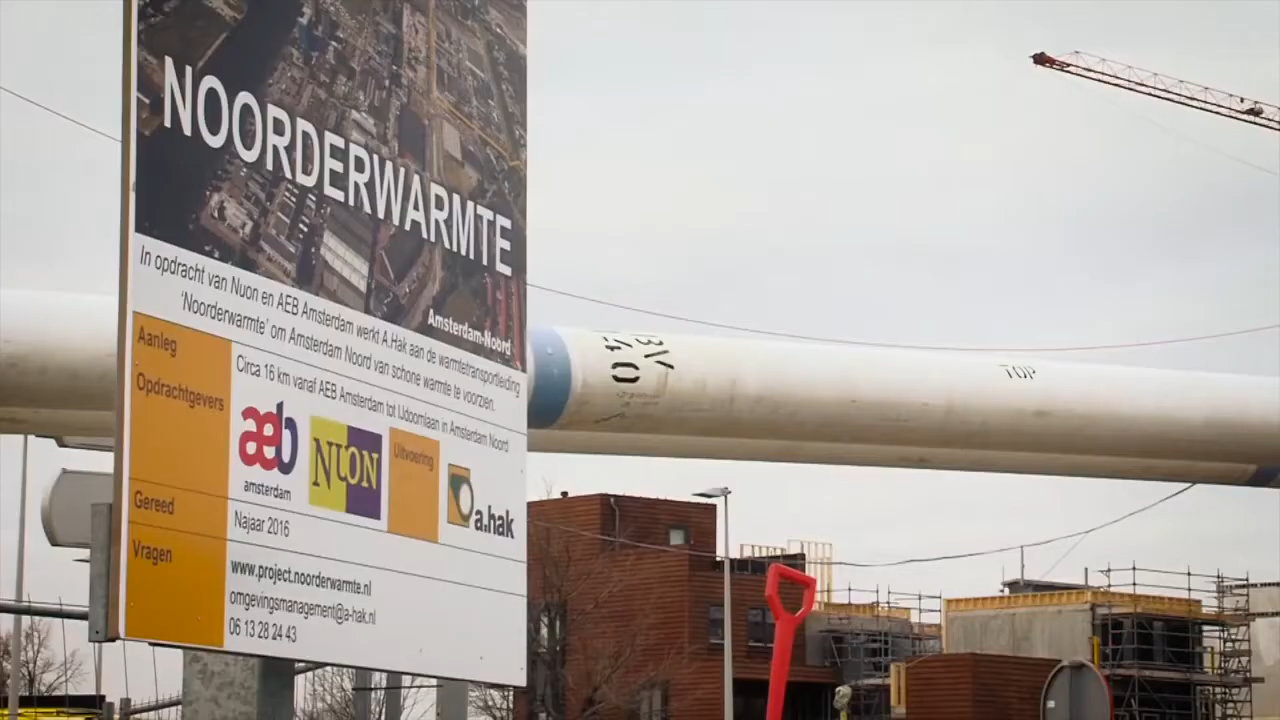 NOORDERWARMTE
Amsterdam-Noord
In opdracht van Nuon en AEB Amsterdam werkt A.Hak aan de warmtetransportleiding
'Noorderwarmte' om Amsterdam Noord van schone warmte te voorzien.
Aanleg
Circa 16 km vanaf AEB Amsterdam tot IJdoornlaan in Amsterdam Noord
Opdrachtgevers
aeb
amsterdam
NUON
Uitvoering
a.hak
Gereed
Najaar 2016
Vragen
www.project.noorderwarmte.nl
omgevingsmanagement@a-hak.nl
06 13 28 24 43
TOP